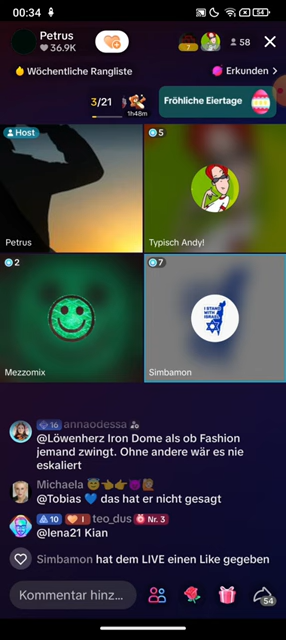 00:34
54
Petrus
36.9K
7
58
Wöchentliche Rangliste
Erkunden >
3/21
1h48m
Fröhliche Eiertage
Host
5
Petrus
Typisch Andy!
2
7
I STAND
WITH
ISRAEL
Mezzomix
Simbamon
16 annaodessa
@Löwenherz Iron Dome als ob Fashion
jemand zwingt. Ohne andere wär es nie
eskaliert
Michaela
@Tobias 💙 das hat er nicht gesagt
10 I teo_dus Nr. 3
@lena21 Kian
Simbamon hat dem LIVE einen Like gegeben
Kommentar hinz...
54